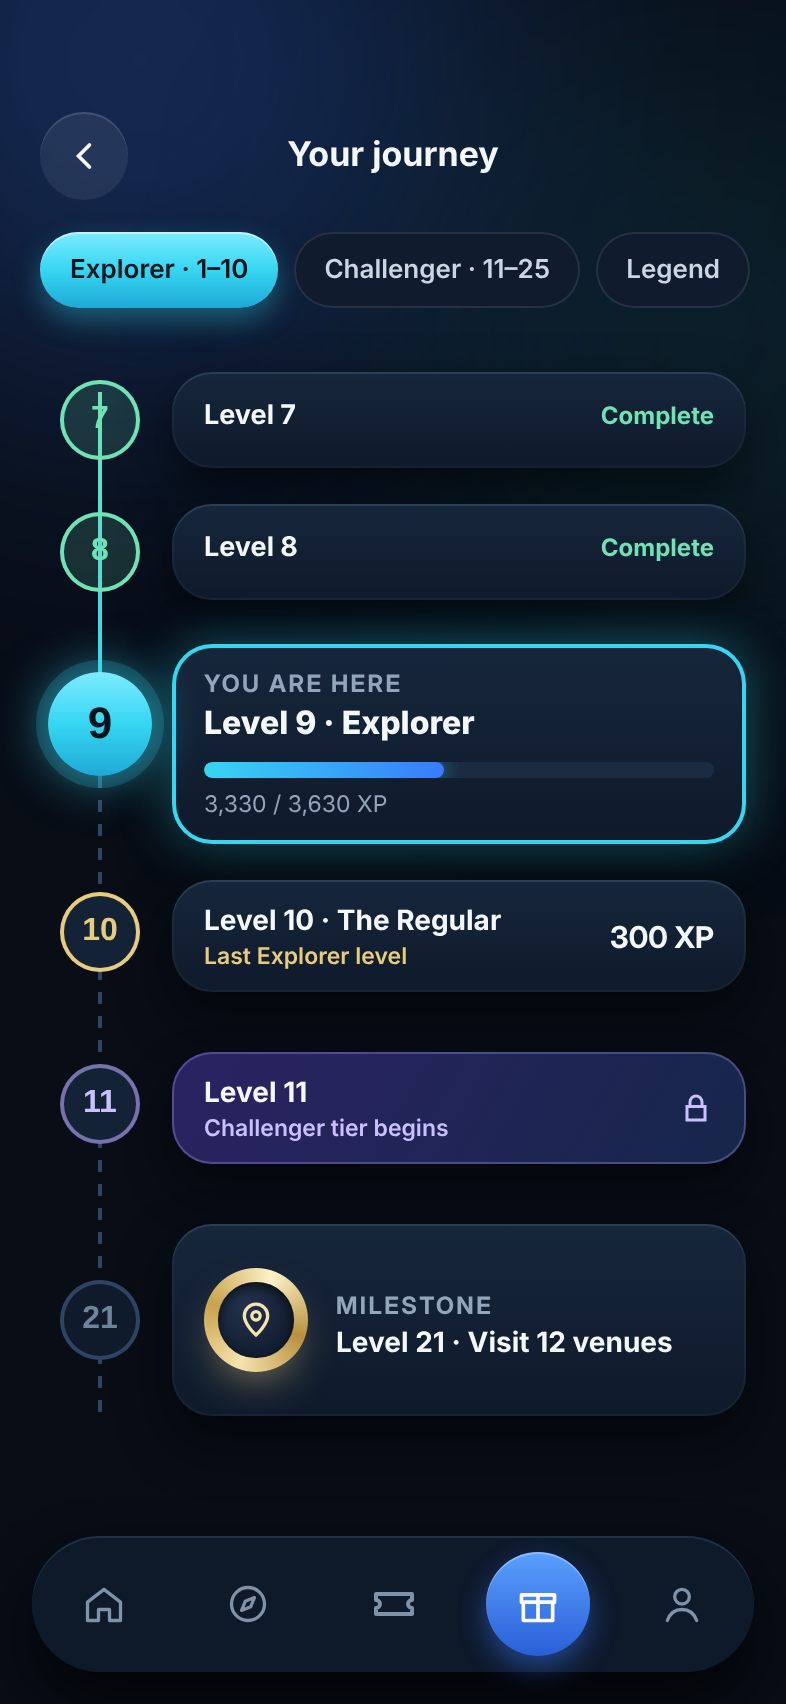 Your journey
Explorer · 1–10
Challenger · 11–25
Legend
7
Level 7
Complete
8
Level 8
Complete
9
YOU ARE HERE
Level 9 · Explorer
3,330 / 3,630 XP
10
Level 10 · The Regular
Last Explorer level
300 XP
11
Level 11
Challenger tier begins
21
MILESTONE
Level 21 · Visit 12 venues